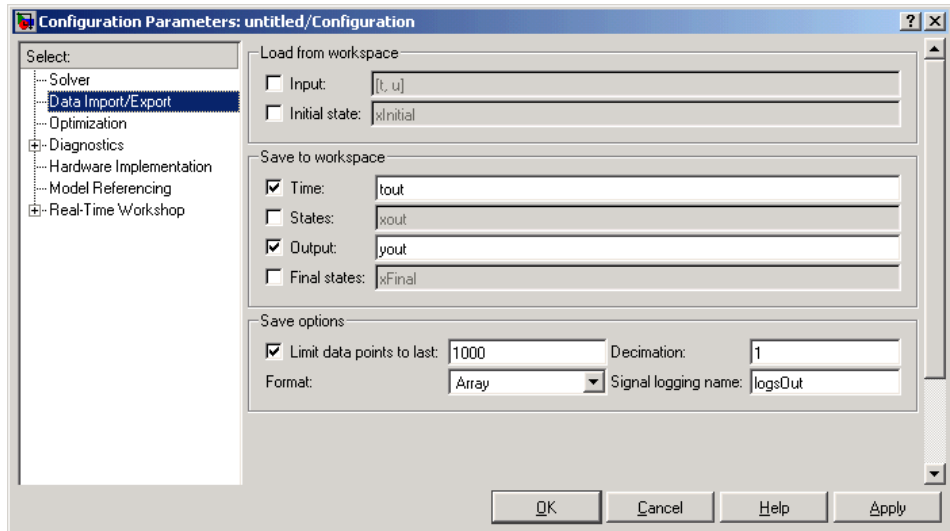 Configuration Parameters: untitled/Configuration
Select:
Solver
Data Import/Export
Optimization
Diagnostics
Hardware Implementation
Model Referencing
Real-Time Workshop
Load from workspace
Input: [t, u]
Initial state: xInitial
Save to workspace
Time: tout
States: xout
Output: yout
Final states: xFinal
Save options
Limit data points to last: 1000 Decimation: 1
Format: Array Signal logging name: logsOut
OK Cancel Help Apply